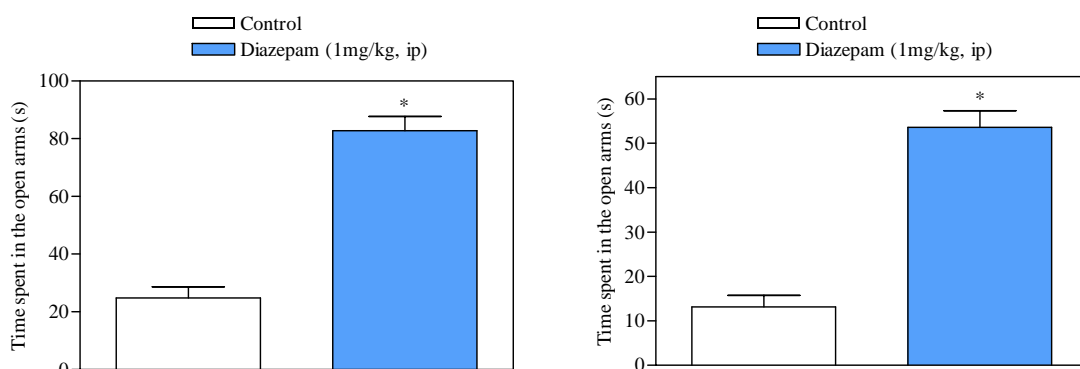 Control
Diazepam (1mg/kg, ip)
Time spent in the open arms (s)
100
80
60
40
20
0
*
Control
Diazepam (1mg/kg, ip)
Time spent in the open arms (s)
60
50
40
30
20
10
0
*